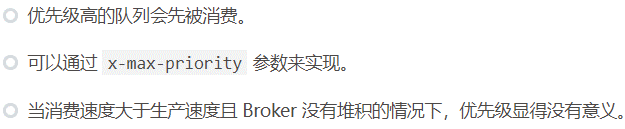 优先级高的队列会先被消费。
可以通过 x-max-priority 参数来实现。
当消费速度大于生产速度且 Broker 没有堆积的情况下，优先级显得没有意义。